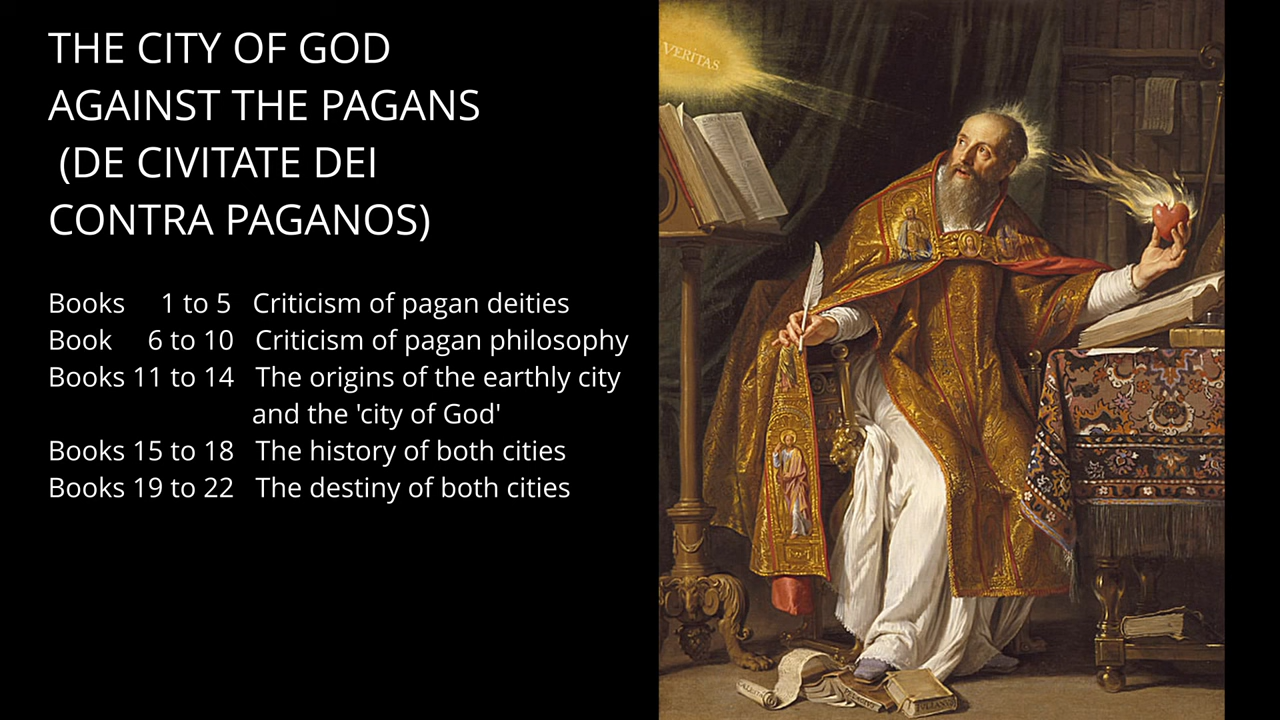 THE CITY OF GOD
AGAINST THE PAGANS
(DE CIVITATE DEI
CONTRA PAGANOS)
Books 1 to 5 Criticism of pagan deities
Book 6 to 10 Criticism of pagan philosophy
Books 11 to 14 The origins of the earthly city
and the 'city of God'
Books 15 to 18 The history of both cities
Books 19 to 22 The destiny of both cities
VERITAS